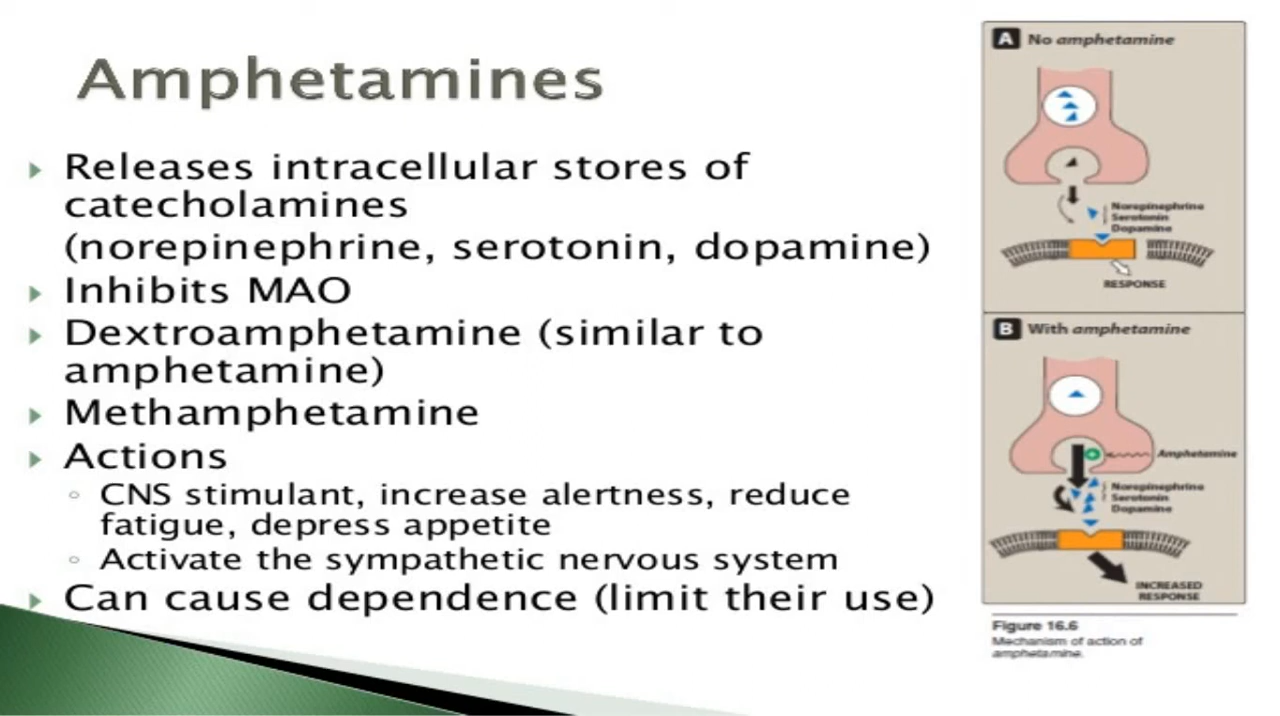 Amphetamines
Releases intracellular stores of
catecholamines
(norepinephrine, serotonin, dopamine)
Inhibits MAO
Dextroamphetamine (similar to
amphetamine)
Methamphetamine
Actions
CNS stimulant, increase alertness, reduce
fatigue, depress appetite
Activate the sympathetic nervous system
Can cause dependence (limit their use)
A No amphetamine
Norepinephrine
Serotonin
Dopamine
RESPONSE
B With amphetamine
Amphetamine
Norepinephrine
Serotonin
Dopamine
INCREASED
RESPONSE
Figure 16.6
Mechanism of action of
amphetamine.